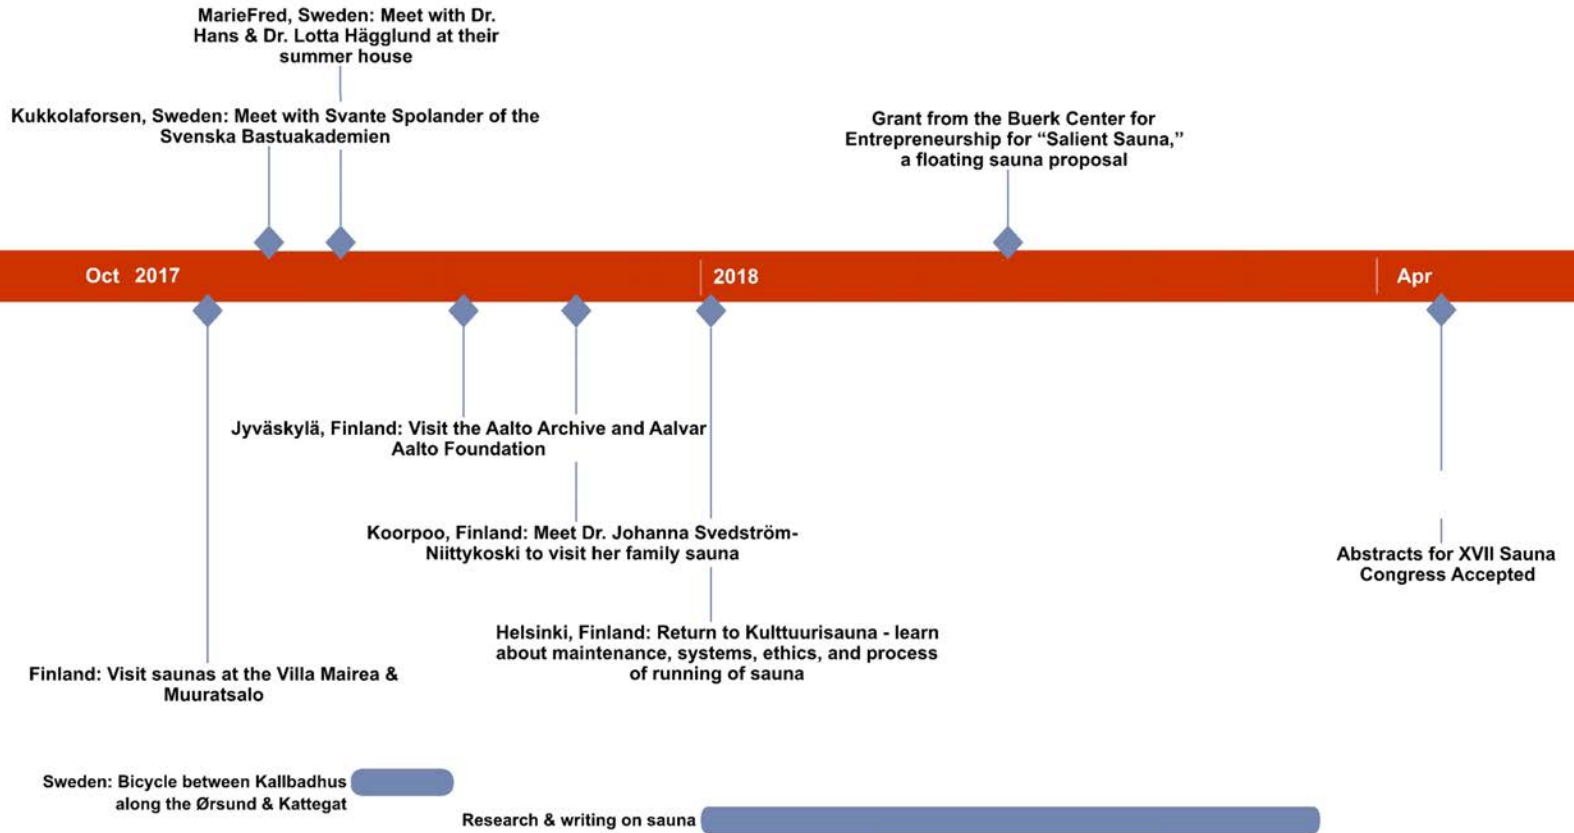 MarieFred, Sweden: Meet with Dr.
Hans & Dr. Lotta Hägglund at their
summer house
Kukkolaforsen, Sweden: Meet with Svante Spolander of the
Svenska Bastuakademien
Grant from the Buerk Center for
Entrepreneurship for “Salient Sauna,”
a floating sauna proposal
Oct 2017
2018
Apr
Jyväskylä, Finland: Visit the Aalto Archive and Aalvar
Aalto Foundation
Koorpoo, Finland: Meet Dr. Johanna Svedström-
Niittykoski to visit her family sauna
Abstracts for XVII Sauna
Congress Accepted
Helsinki, Finland: Return to Kulttuurisauna - learn
about maintenance, systems, ethics, and process
of running of sauna
Finland: Visit saunas at the Villa Mairea &
Muuratsalo
Sweden: Bicycle between Kallbadhus
along the Ørsund & Kattegat
Research & writing on sauna